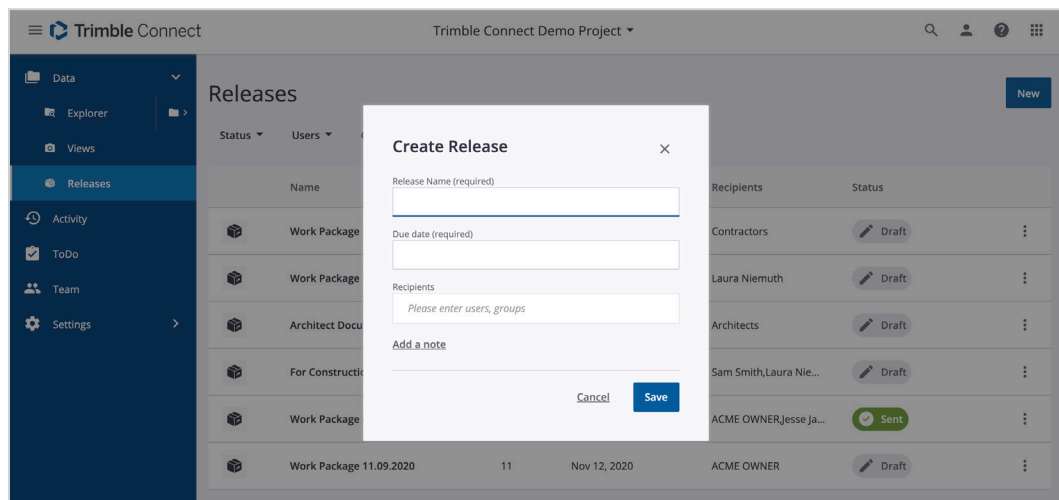 Trimble Connect
Trimble Connect Demo Project
Data
Explorer
Views
Releases
Activity
ToDo
Team
Settings
Releases
New
Status Users
Create Release
Release Name (required)
Due date (required)
Recipients
Please enter users, groups
Add a note
Cancel Save
Name Recipients Status
Work Package Contractors Draft
Work Package Laura Niemuth Draft
Architect Docu Architects Draft
For Constructio Sam Smith,Laura Nie... Draft
Work Package ACME OWNER,Jesse Ja... Sent
Work Package 11.09.2020 11 Nov 12, 2020 ACME OWNER Draft